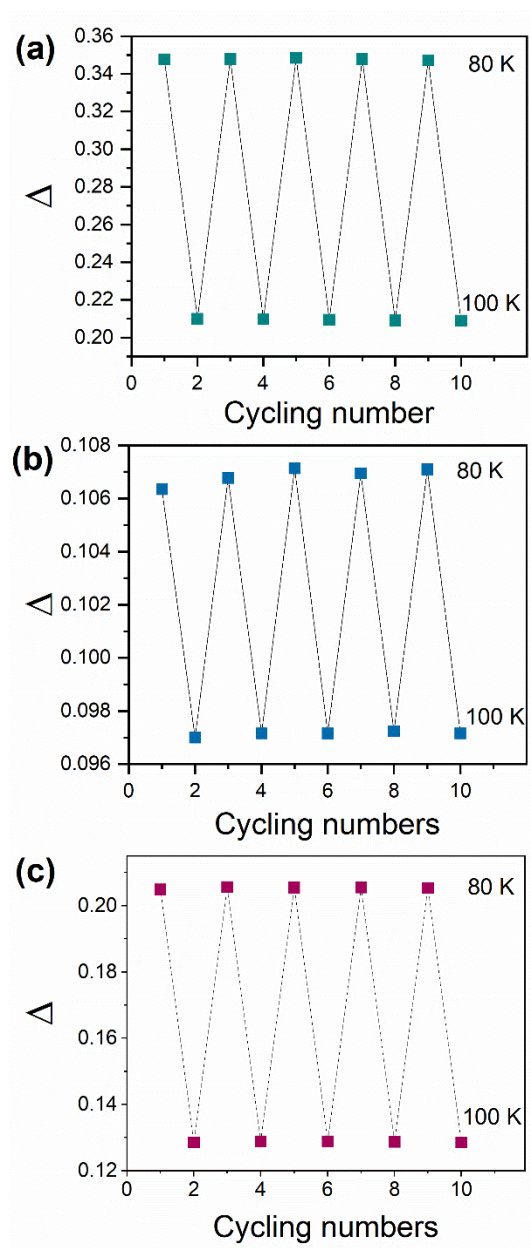 (a)
0.36
0.34
0.32
0.30
0.28
0.26
0.24
0.22
0.20
Δ
80 K
100 K
0 2 4 6 8 10
Cycling number
(b)
0.108
0.106
0.104
0.102
0.100
0.098
0.096
Δ
80 K
100 K
0 2 4 6 8 10
Cycling numbers
(c)
0.20
0.18
0.16
0.14
0.12
Δ
80 K
100 K
0 2 4 6 8 10
Cycling numbers